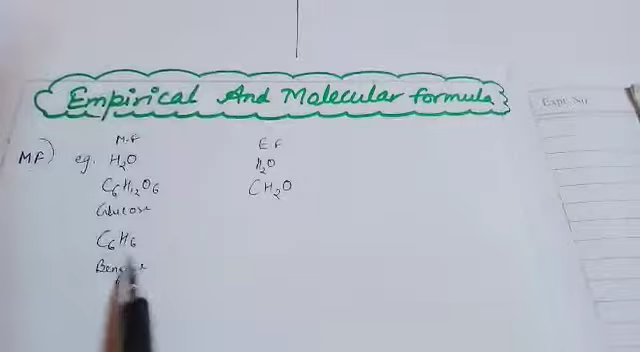 Empirical And Molecular formula
Expt. No
M.F E F
MF) eg. H₂O H₂O
C₆H₁₂O₆ CH₂O
Glucose
C₆H₆